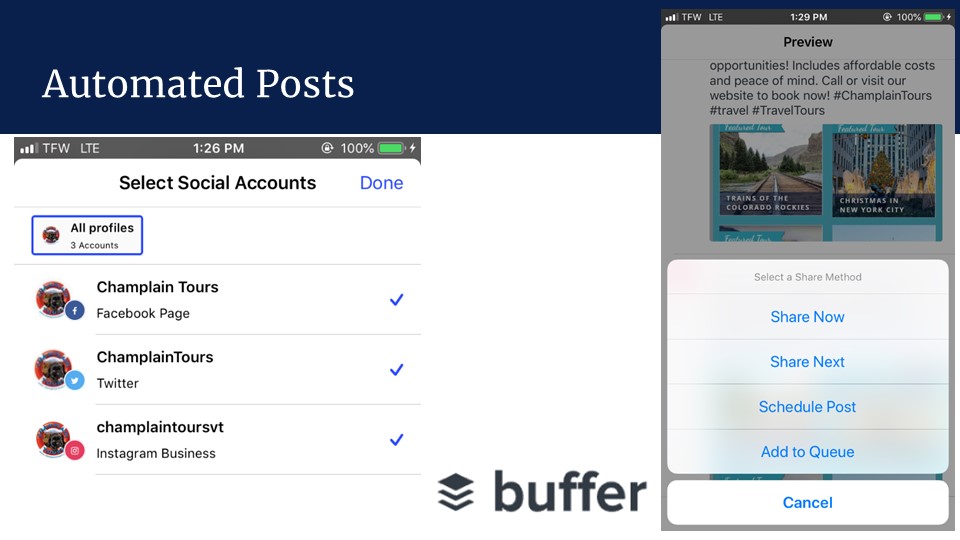 Automated Posts
TFW LTE 1:26 PM 100%
Select Social Accounts Done
All profiles
3 Accounts
Champlain Tours
Facebook Page
ChamplainTours
Twitter
champlaintoursvt
Instagram Business
buffer
TFW LTE 1:29 PM 100%
Preview
opportunities! Includes affordable costs
and peace of mind. Call or visit our
website to book now! #ChamplainTours
#travel #TravelTours
Featured Tour Featured Tour
TRAINS OF THE
COLORADO ROCKIES
CHRISTMAS IN
NEW YORK CITY
Featured Tour Featured Tour
Select a Share Method
Share Now
Share Next
Schedule Post
Add to Queue
Cancel